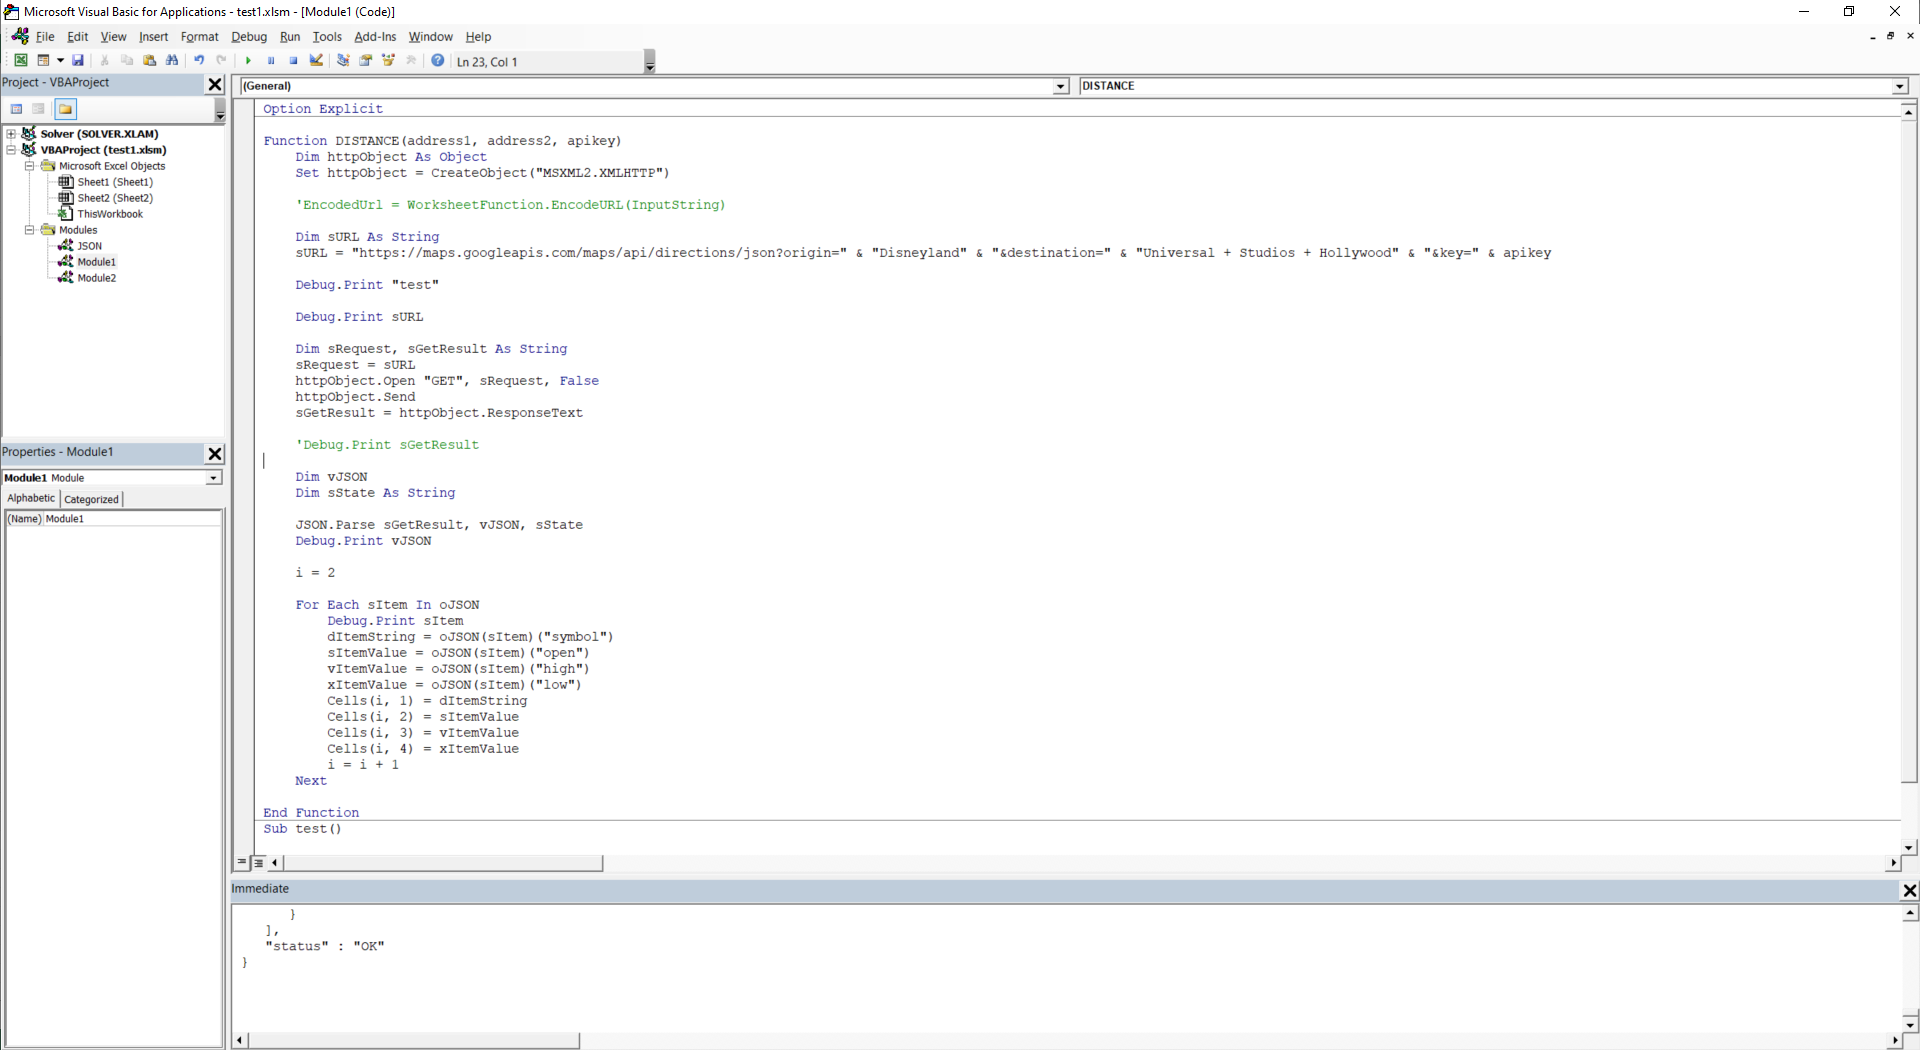 Microsoft Visual Basic for Applications - test1.xlsm - [Module1 (Code)]
File Edit View Insert Format Debug Run Tools Add-Ins Window Help
Ln 23, Col 1
Project - VBAProject
Solver (SOLVER.XLAM)
VBAProject (test1.xlsm)
Microsoft Excel Objects
Sheet1 (Sheet1)
Sheet2 (Sheet2)
ThisWorkbook
Modules
JSON
Module1
Module2
Properties - Module1
Module1 Module
Alphabetic Categorized
(Name) Module1
(General) DISTANCE
Option Explicit
Function DISTANCE(address1, address2, apikey)
Dim httpObject As Object
Set httpObject = CreateObject("MSXML2.XMLHTTP")
'EncodedUrl = WorksheetFunction.EncodeURL(InputString)
Dim sURL As String
sURL = "https://maps.googleapis.com/maps/api/directions/json?origin=" & "Disneyland" & "&destination=" & "Universal + Studios + Hollywood" & "&key=" & apikey
Debug.Print "test"
Debug.Print sURL
Dim sRequest, sGetResult As String
sRequest = sURL
httpObject.Open "GET", sRequest, False
httpObject.Send
sGetResult = httpObject.ResponseText
'Debug.Print sGetResult
Dim vJSON
Dim sState As String
JSON.Parse sGetResult, vJSON, sState
Debug.Print vJSON
i = 2
For Each sItem In oJSON
Debug.Print sItem
dItemString = oJSON(sItem)("symbol")
sItemValue = oJSON(sItem)("open")
vItemValue = oJSON(sItem)("high")
xItemValue = oJSON(sItem)("low")
Cells(i, 1) = dItemString
Cells(i, 2) = sItemValue
Cells(i, 3) = vItemValue
Cells(i, 4) = xItemValue
i = i + 1
Next
End Function
Sub test()
Immediate
}
],
"status" : "OK"
}